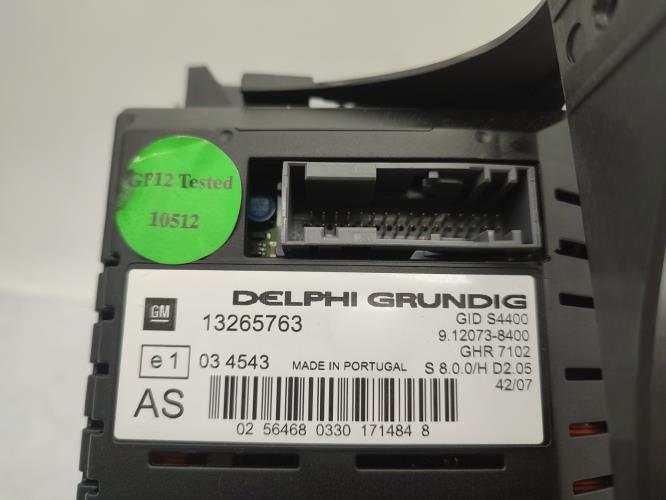 GP12 Tested
10512
DELPHI GRUNDIG
GM
13265763
GID S4400
9.12073-8400
GHR 7102
e1
03 4543
MADE IN PORTUGAL
S 8.0.0/H D2.05
42/07
AS
02 56468 0330 171484 8